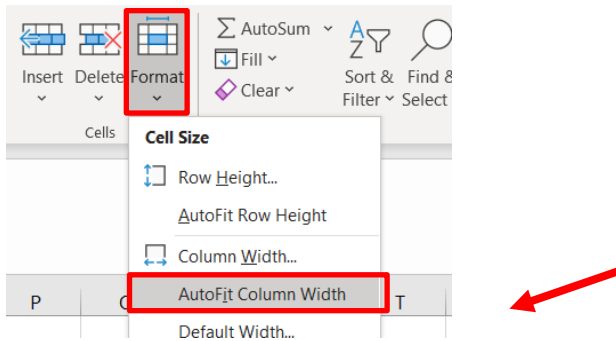 AutoSum
Fill
Clear
Insert Delete Format
Sort & Find &
Filter Select
Cells
Cell Size
Row Height...
AutoFit Row Height
Column Width...
AutoFit Column Width
Default Width...
P T